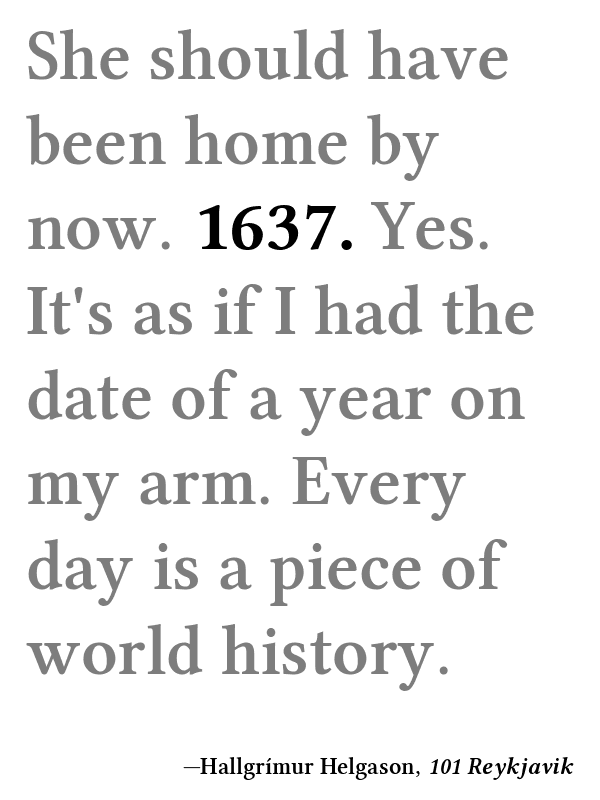 She should have
been home by
now. 1637. Yes.
It's as if I had the
date of a year on
my arm. Every
day is a piece of
world history.
—Hallgrímur Helgason, 101 Reykjavik